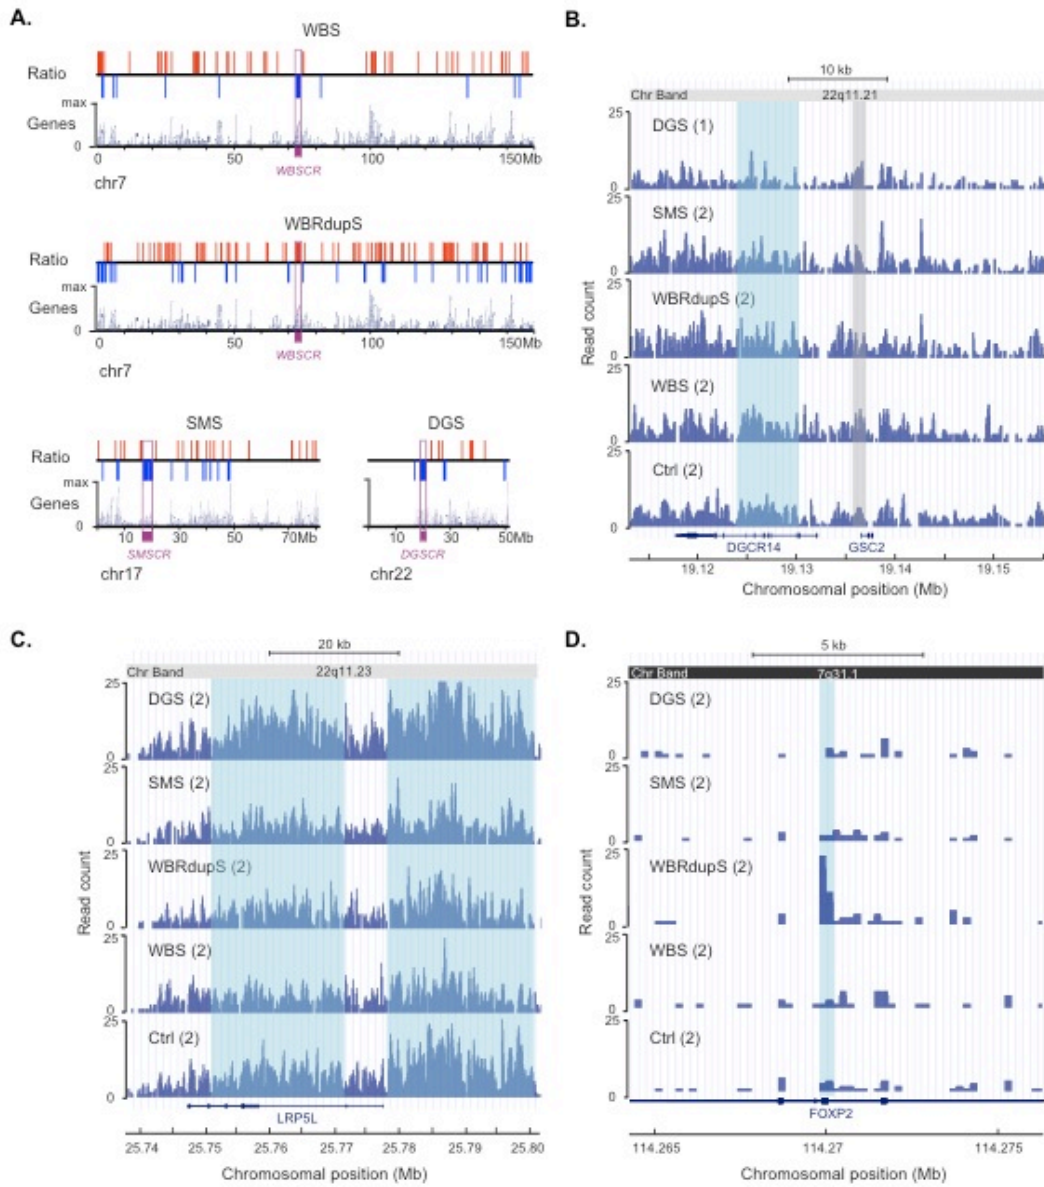 A.
WBS
Ratio
max
Genes
0
0 50 100 150Mb
WBSCR
chr7
WBRdupS
Ratio
max
Genes
0
0 50 100 150Mb
WBSCR
chr7
SMS
Ratio
max
Genes
0
10 30 50 70Mb
SMSCR
chr17
DGS
10 30 50Mb
DGSCR
chr22
B.
10 kb
Chr Band 22q11.21
Read count
25
DGS (1)
0
25
SMS (2)
0
25
WBRdupS (2)
0
25
WBS (2)
0
25
Ctrl (2)
0
DGCR14 GSC2
19.12 19.13 19.14 19.15
Chromosomal position (Mb)
C.
20 kb
Chr Band 22q11.23
Read count
25
DGS (2)
0
25
SMS (2)
0
25
WBRdupS (2)
0
25
WBS (2)
0
25
Ctrl (2)
0
LRP5L
25.74 25.75 25.76 25.77 25.78 25.79 25.80
Chromosomal position (Mb)
D.
5 kb
Chr Band 7q31.1
Read count
25
DGS (2)
0
25
SMS (2)
0
25
WBRdupS (2)
0
25
WBS (2)
0
25
Ctrl (2)
0
FOXP2
114.265 114.27 114.275
Chromosomal position (Mb)